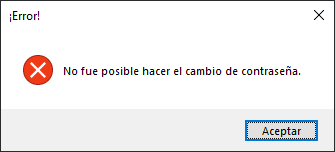 ¡Error!
No fue posible hacer el cambio de contraseña.
Aceptar